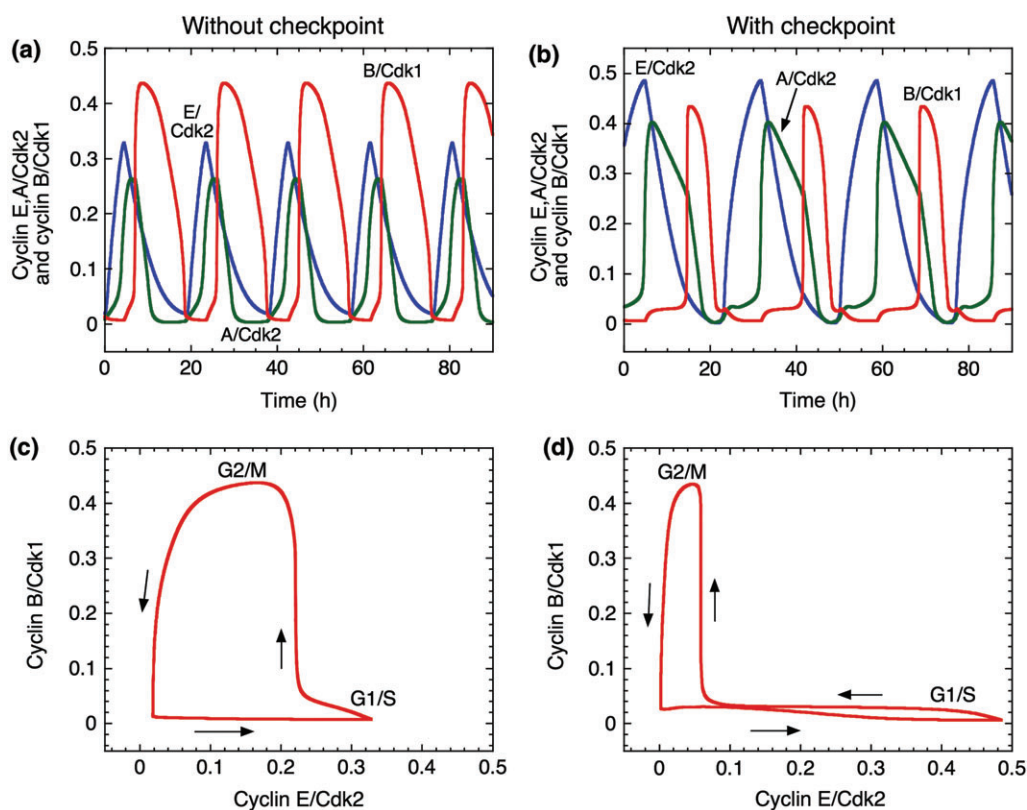 Without checkpoint
With checkpoint
(a)
0.5
0.4
0.3
0.2
0.1
0
Cyclin E,A/Cdk2
and cyclin B/Cdk1
E/
Cdk2
B/Cdk1
A/Cdk2
0 20 40 60 80
Time (h)
(b)
0.5
0.4
0.3
0.2
0.1
0
Cyclin E,A/Cdk2
and cyclin B/Cdk1
E/Cdk2
A/Cdk2
B/Cdk1
0 20 40 60 80
Time (h)
(c)
0.5
0.4
0.3
0.2
0.1
0
Cyclin B/Cdk1
G2/M
G1/S
0 0.1 0.2 0.3 0.4 0.5
Cyclin E/Cdk2
(d)
0.5
0.4
0.3
0.2
0.1
0
Cyclin B/Cdk1
G2/M
G1/S
0 0.1 0.2 0.3 0.4 0.5
Cyclin E/Cdk2